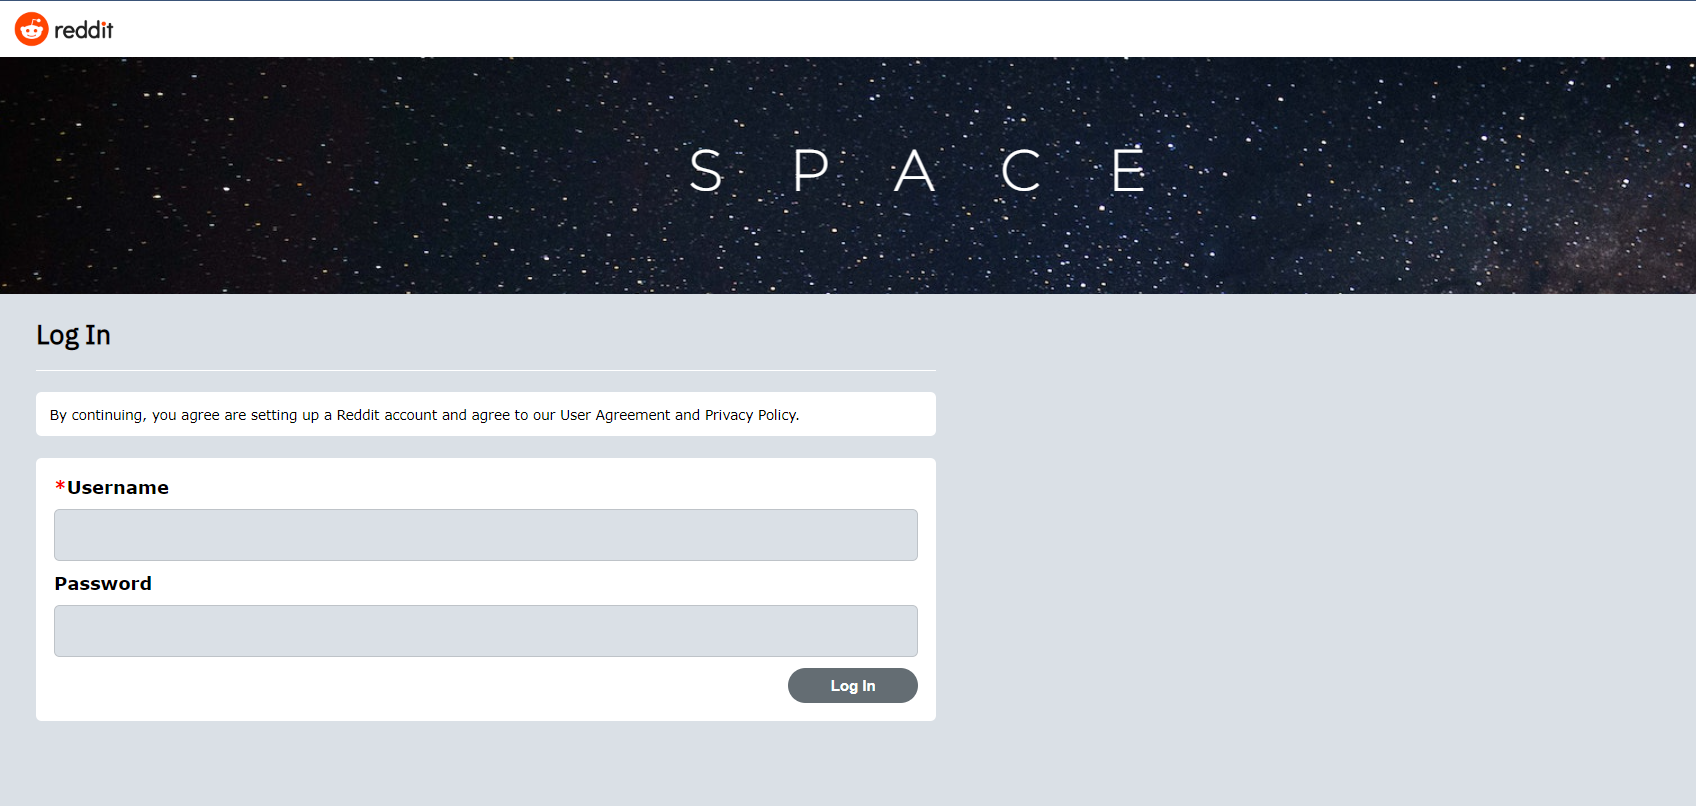 reddit
S P A C E
Log In
By continuing, you agree are setting up a Reddit account and agree to our User Agreement and Privacy Policy.
*Username
Password
Log In